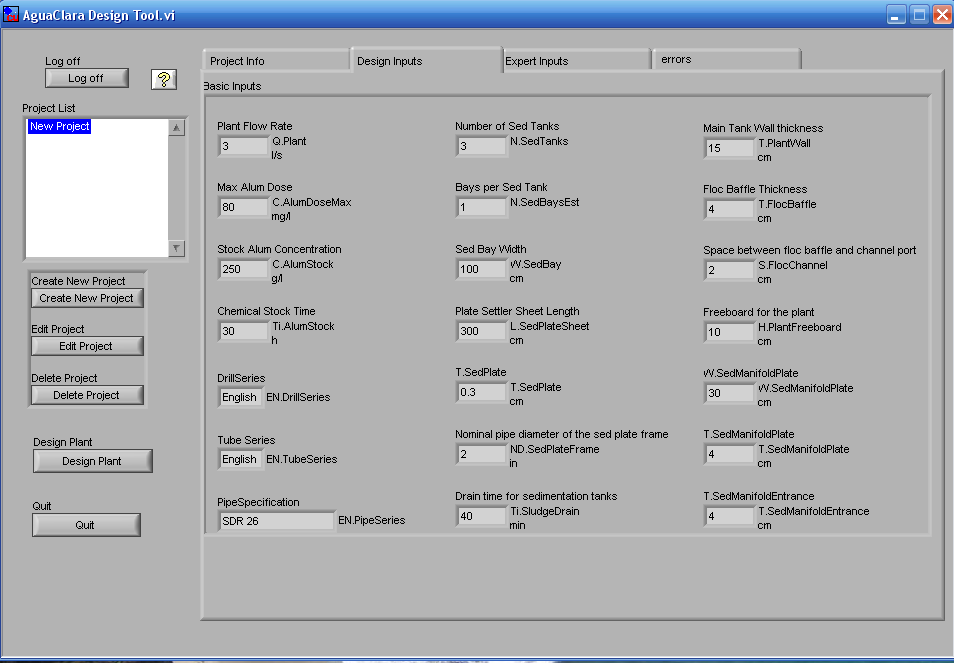 AguaClara Design Tool.vi
Log off
Log off
?
Project List
New Project
Create New Project
Create New Project
Edit Project
Edit Project
Delete Project
Delete Project
Design Plant
Design Plant
Quit
Quit
Project Info
Design Inputs
Expert Inputs
errors
Basic Inputs
Plant Flow Rate
3 Q.Plant
l/s
Max Alum Dose
80 C.AlumDoseMax
mg/l
Stock Alum Concentration
250 C.AlumStock
g/l
Chemical Stock Time
30 Ti.AlumStock
h
DrillSeries
English EN.DrillSeries
Tube Series
English EN.TubeSeries
PipeSpecification
SDR 26 EN.PipeSeries
Number of Sed Tanks
3 N.SedTanks
Bays per Sed Tank
1 N.SedBaysEst
Sed Bay Width
100 W.SedBay
cm
Plate Settler Sheet Length
300 L.SedPlateSheet
cm
T.SedPlate
0.3 T.SedPlate
cm
Nominal pipe diameter of the sed plate frame
2 ND.SedPlateFrame
in
Drain time for sedimentation tanks
40 Ti.SludgeDrain
min
Main Tank Wall thickness
15 T.PlantWall
cm
Floc Baffle Thickness
4 T.FlocBaffle
cm
Space between floc baffle and channel port
2 S.FlocChannel
cm
Freeboard for the plant
10 H.PlantFreeboard
cm
W.SedManifoldPlate
30 W.SedManifoldPlate
cm
T.SedManifoldPlate
4 T.SedManifoldPlate
cm
T.SedManifoldEntrance
4 T.SedManifoldEntrance
cm